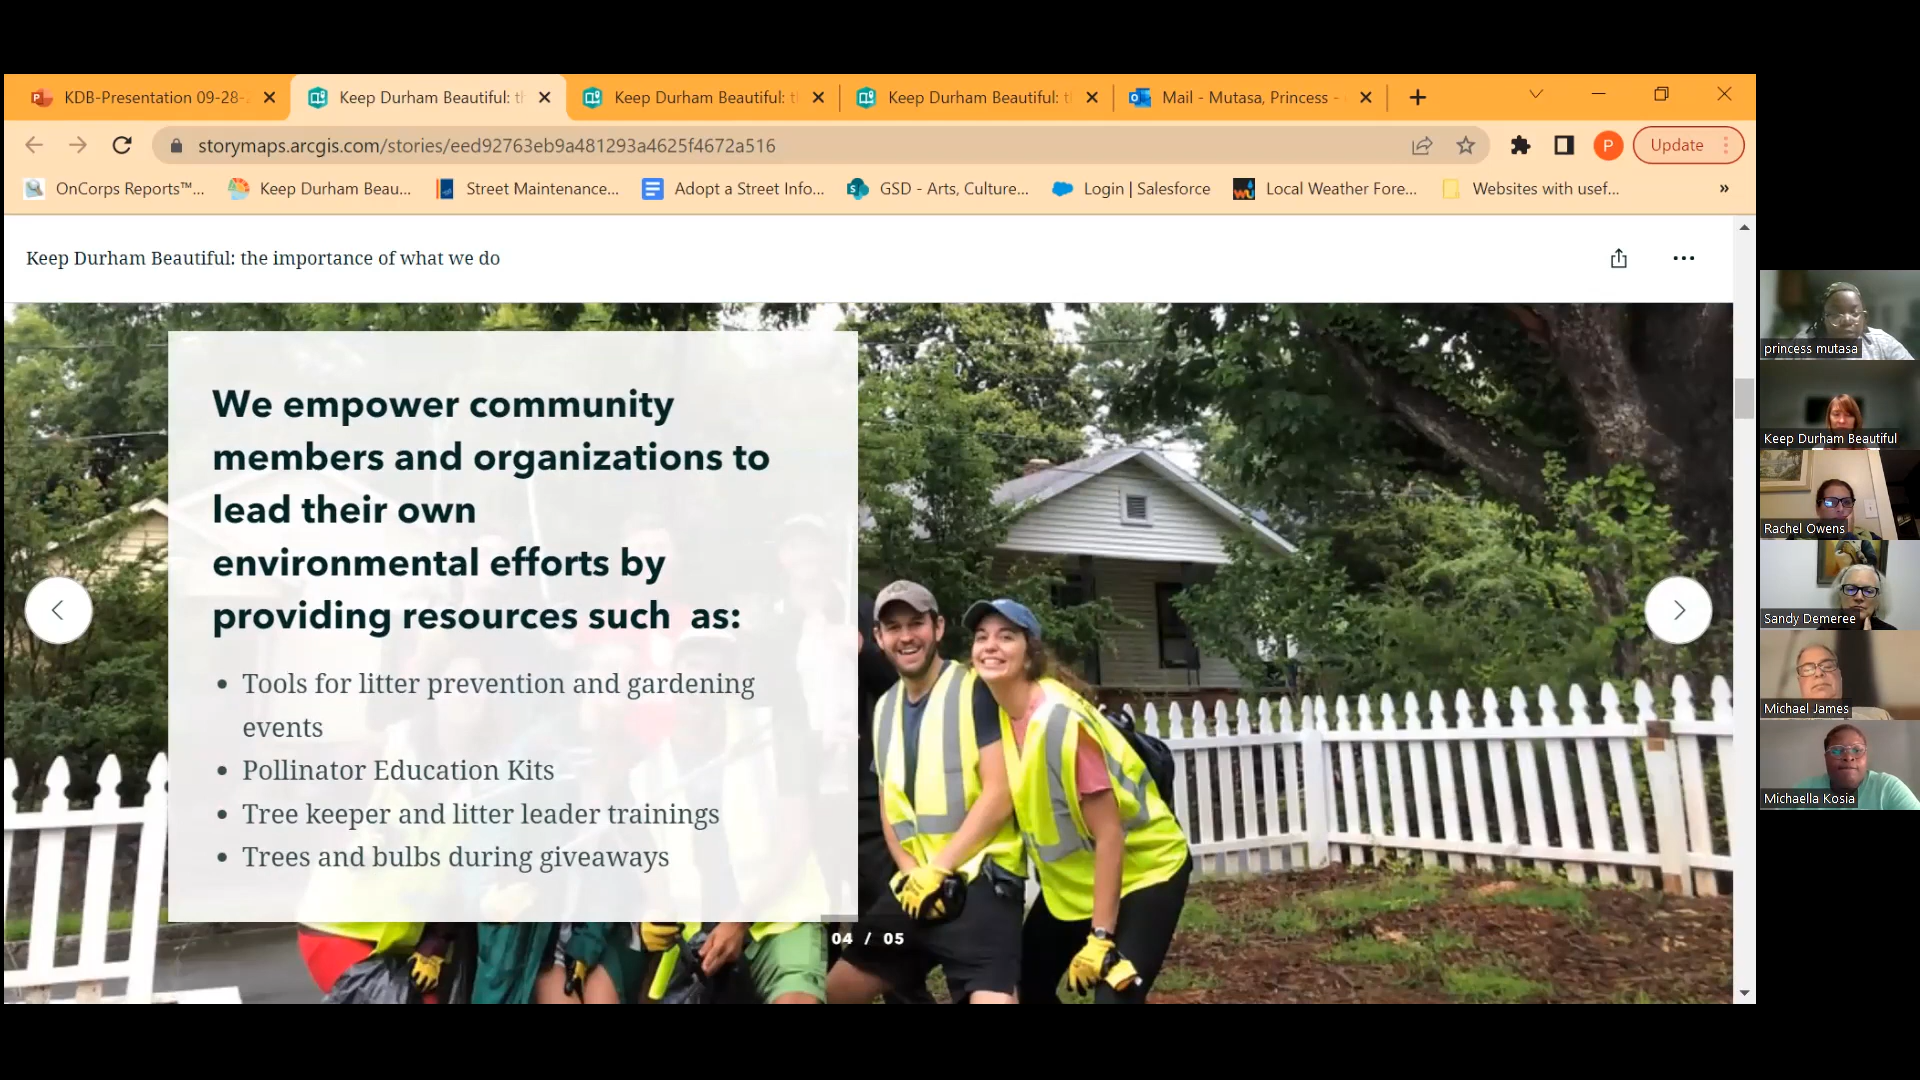 KDB-Presentation 09-28-
Keep Durham Beautiful: t
Keep Durham Beautiful: t
Keep Durham Beautiful: t
Mail - Mutasa, Princess -
storymaps.arcgis.com/stories/eed92763eb9a481293a4625f4672a516
P
Update
OnCorps Reports™...
Keep Durham Beau...
Street Maintenance...
Adopt a Street Info...
GSD - Arts, Culture...
Login | Salesforce
Local Weather Fore...
Websites with usef...
»
Keep Durham Beautiful: the importance of what we do
We empower community
members and organizations to
lead their own
environmental efforts by
providing resources such as:
• Tools for litter prevention and gardening
events
• Pollinator Education Kits
• Tree keeper and litter leader trainings
• Trees and bulbs during giveaways
04 / 05
princess mutasa
Keep Durham Beautiful
Rachel Owens
Sandy Demeree
Michael James
Michaella Kosia